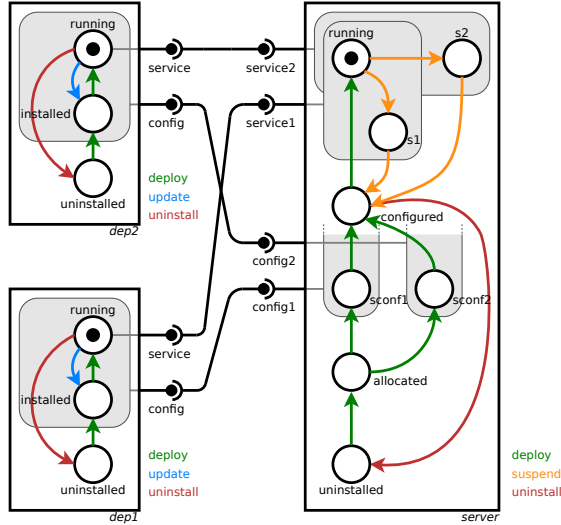 running
installed
uninstalled
deploy
update
uninstall
dep2
service
config
service2
service1
config2
config1
running
s2
s1
configured
sconf1
sconf2
allocated
uninstalled
deploy
suspend
uninstall
server
running
installed
uninstalled
deploy
update
uninstall
dep1
service
config